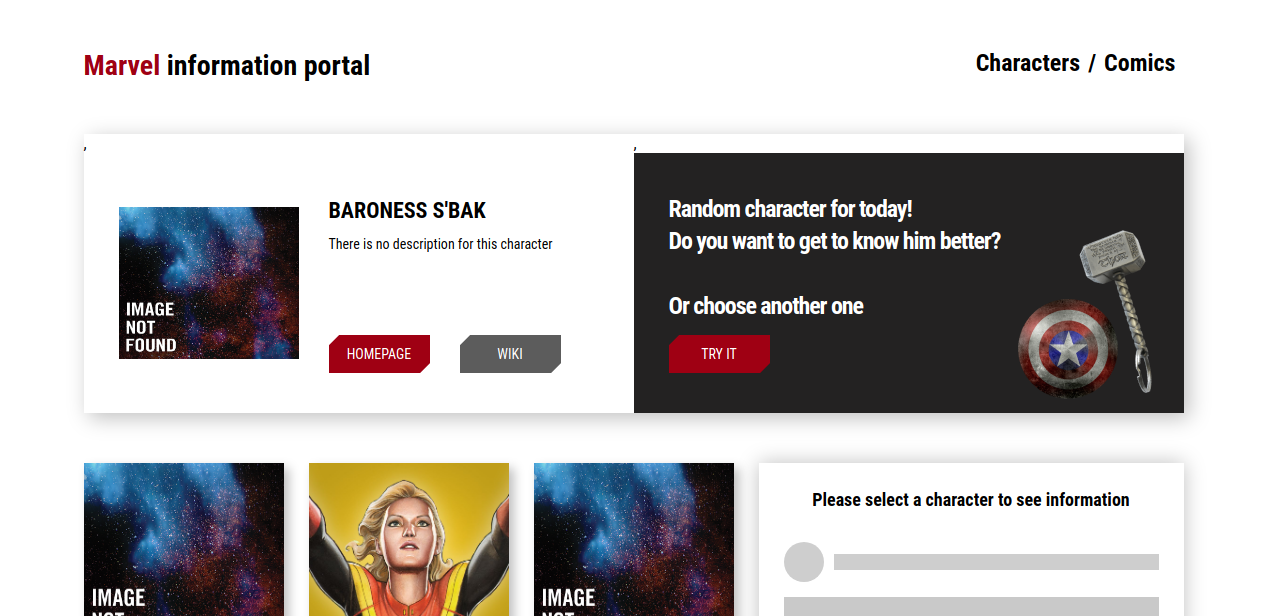 Marvel information portal
Characters / Comics
,
,
BARONESS S'BAK
There is no description for this character
IMAGE
NOT
FOUND
HOMEPAGE
WIKI
Random character for today!
Do you want to get to know him better?
Or choose another one
TRY IT
IMAGE
NOT
IMAGE
NOT
Please select a character to see information